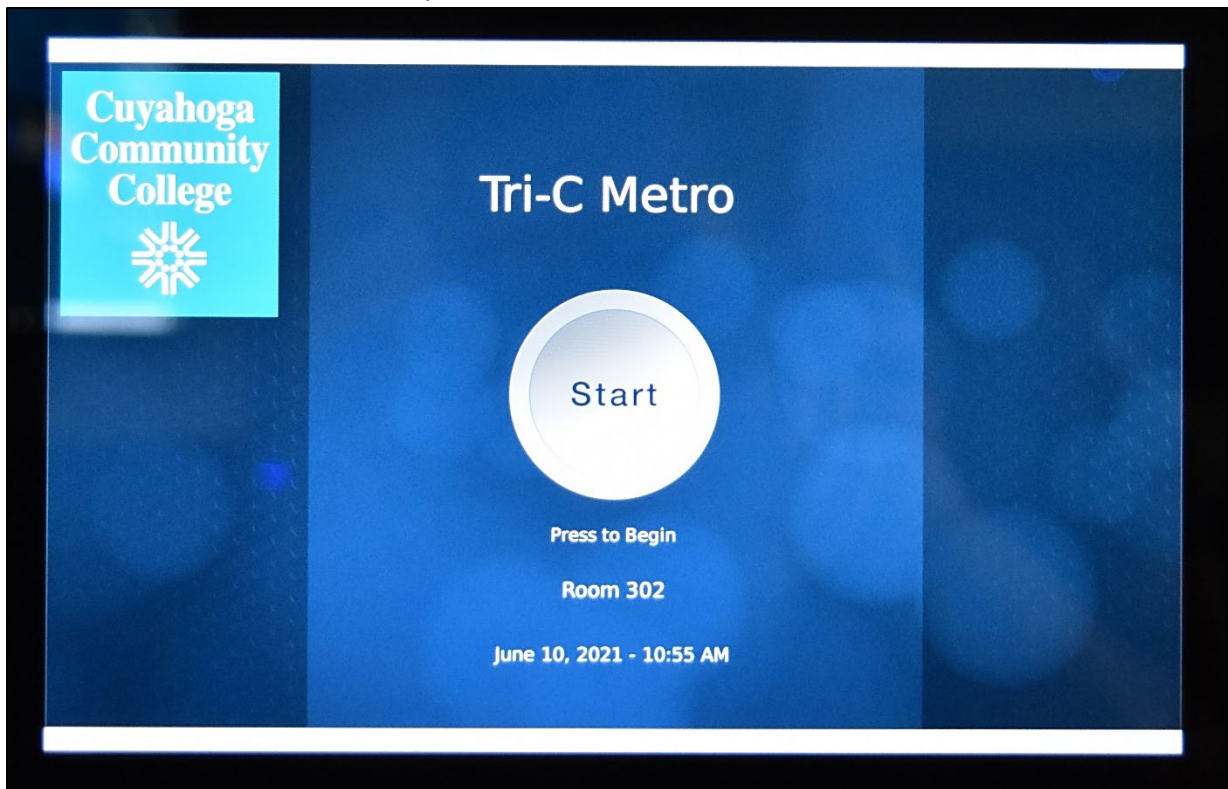 Cuyahoga
Community
College
Tri-C Metro
Start
Press to Begin
Room 302
June 10, 2021 - 10:55 AM